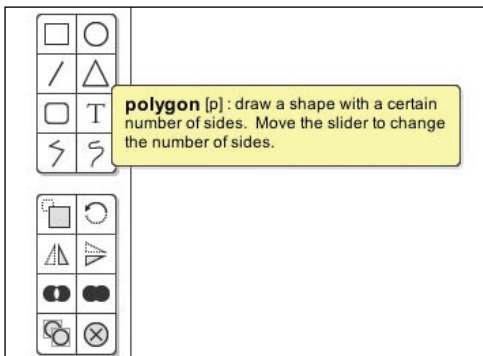 T
polygon [p] : draw a shape with a certain
number of sides. Move the slider to change
the number of sides.